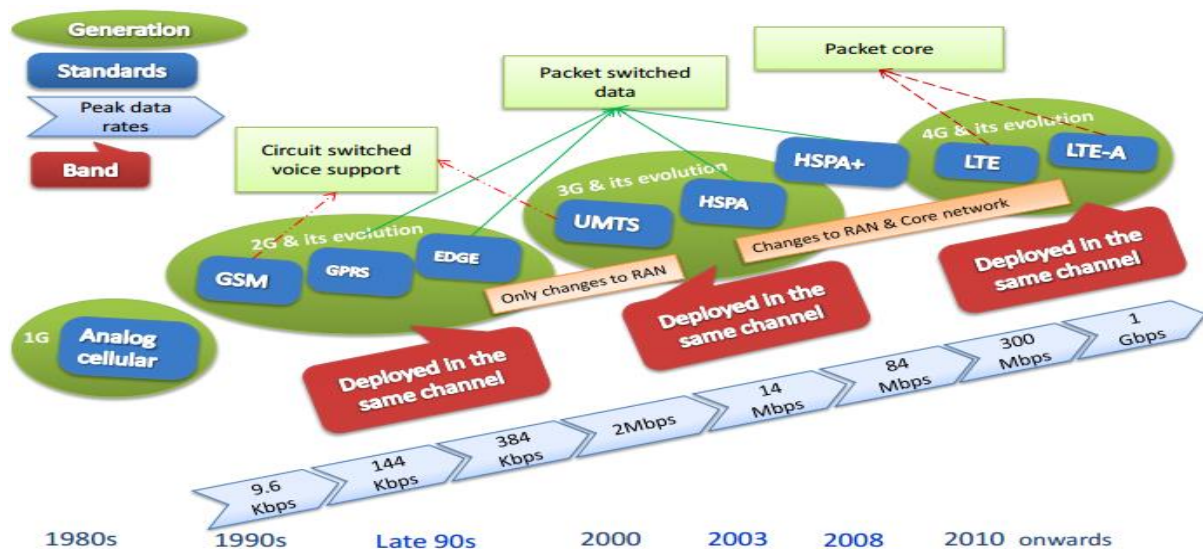 Generation
Standards
Peak data
rates
Band
Circuit switched
voice support
Packet switched
data
Packet core
1G
Analog
cellular
2G & its evolution
GSM
GPRS
EDGE
Only changes to RAN
3G & its evolution
UMTS
HSPA
HSPA+
Changes to RAN & Core network
4G & its evolution
LTE
LTE-A
Deployed in the
same channel
Deployed in the
same channel
Deployed in the
same channel
9.6
Kbps
144
Kbps
384
Kbps
2Mbps
14
Mbps
84
Mbps
300
Mbps
1
Gbps
1980s
1990s
Late 90s
2000
2003
2008
2010 onwards